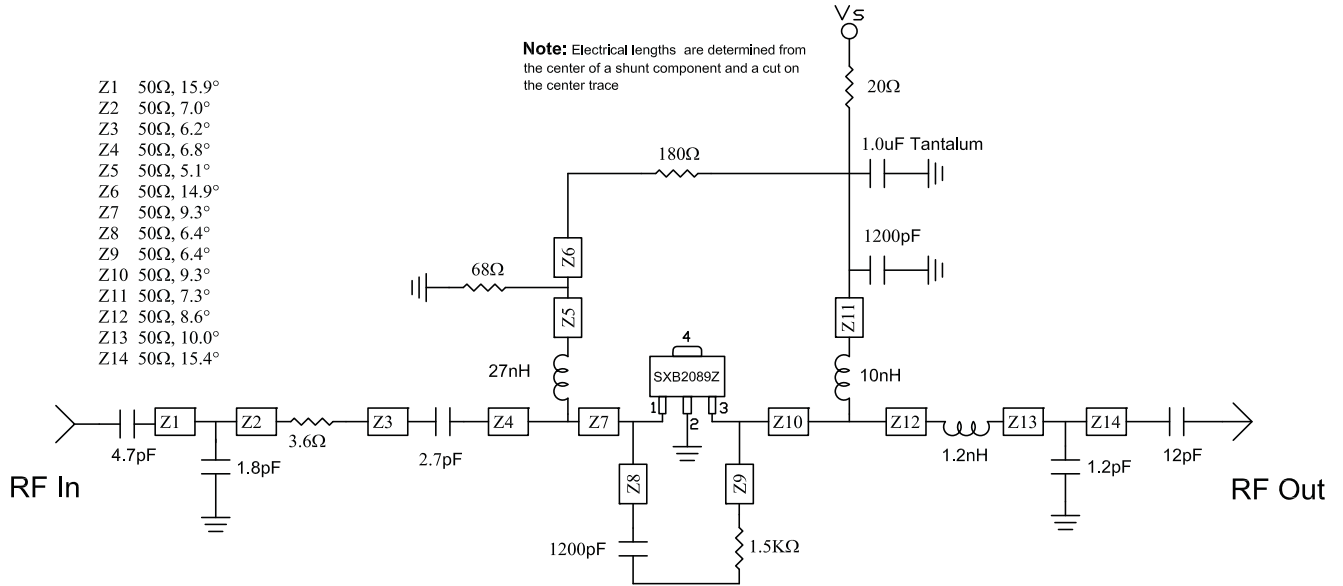 Vs
Note: Electrical lengths are determined from
the center of a shunt component and a cut on
the center trace
Z1 50Ω, 15.9°
Z2 50Ω, 7.0°
Z3 50Ω, 6.2°
Z4 50Ω, 6.8°
Z5 50Ω, 5.1°
Z6 50Ω, 14.9°
Z7 50Ω, 9.3°
Z8 50Ω, 6.4°
Z9 50Ω, 6.4°
Z10 50Ω, 9.3°
Z11 50Ω, 7.3°
Z12 50Ω, 8.6°
Z13 50Ω, 10.0°
Z14 50Ω, 15.4°
20Ω
1.0uF Tantalum
180Ω
1200pF
Z6
68Ω
Z5
Z11
4
27nH
SXB2089Z
10nH
1
2
3
Z1
Z2
3.6Ω
Z3
Z4
Z7
Z10
Z12
Z13
Z14
4.7pF
1.8pF
2.7pF
1.2nH
1.2pF
12pF
RF In
Z8
Z9
RF Out
1200pF
1.5KΩ